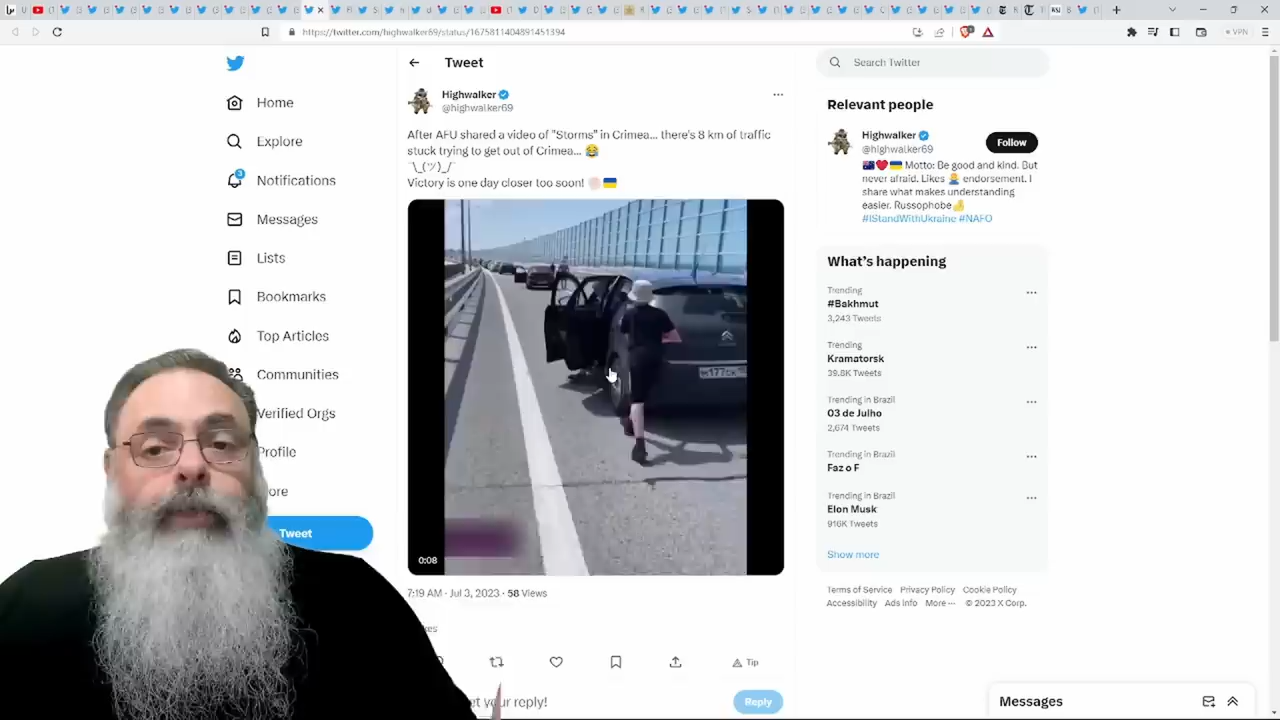 https://twitter.com/highwalker69/status/1675811404891451394
VPN
Home
Explore
3
Notifications
Messages
Lists
Bookmarks
Top Articles
Communities
Verified Orgs
Profile
ore
Tweet
Tweet
Highwalker
@highwalker69
After AFU shared a video of "Storms" in Crimea... there's 8 km of traffic
stuck trying to get out of Crimea... 😂
¯\_(ツ)_/¯
Victory is one day closer too soon! ✊🏻 🇺🇦
0:08
7:19 AM · Jul 3, 2023 · 58 Views
Tip
et your reply!
Reply
Search Twitter
Relevant people
Highwalker
@highwalker69
Follow
🇦🇺❤️🇺🇦 Motto: Be good and kind. But
never afraid. Likes endorsement. I
share what makes understanding
easier. Russophobe
#IStandWithUkraine #NAFO
What's happening
Trending
#Bakhmut
3,243 Tweets
Trending
Kramatorsk
39.8K Tweets
Trending in Brazil
03 de Julho
2,674 Tweets
Trending in Brazil
Faz o F
Trending in Brazil
Elon Musk
916K Tweets
Show more
Terms of Service Privacy Policy Cookie Policy
Accessibility Ads info More ··· © 2023 X Corp.
Messages